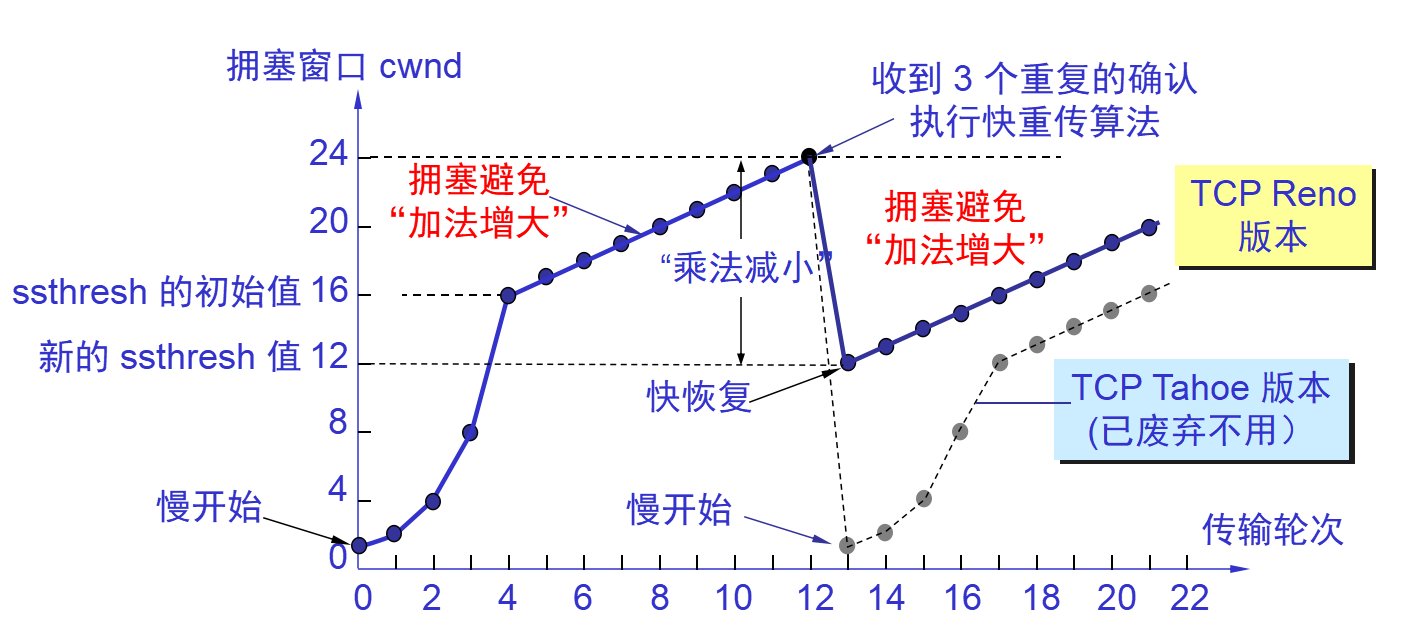 拥塞窗口 cwnd
收到 3 个重复的确认
执行快重传算法
24
拥塞避免
“加法增大”
拥塞避免
“加法增大”
TCP Reno
版本
20
“乘法减小”
ssthresh 的初始值 16
新的 ssthresh 值 12
快恢复
TCP Tahoe 版本
(已废弃不用）
8
4
慢开始
慢开始
传输轮次
0
0 2 4 6 8 10 12 14 16 18 20 22